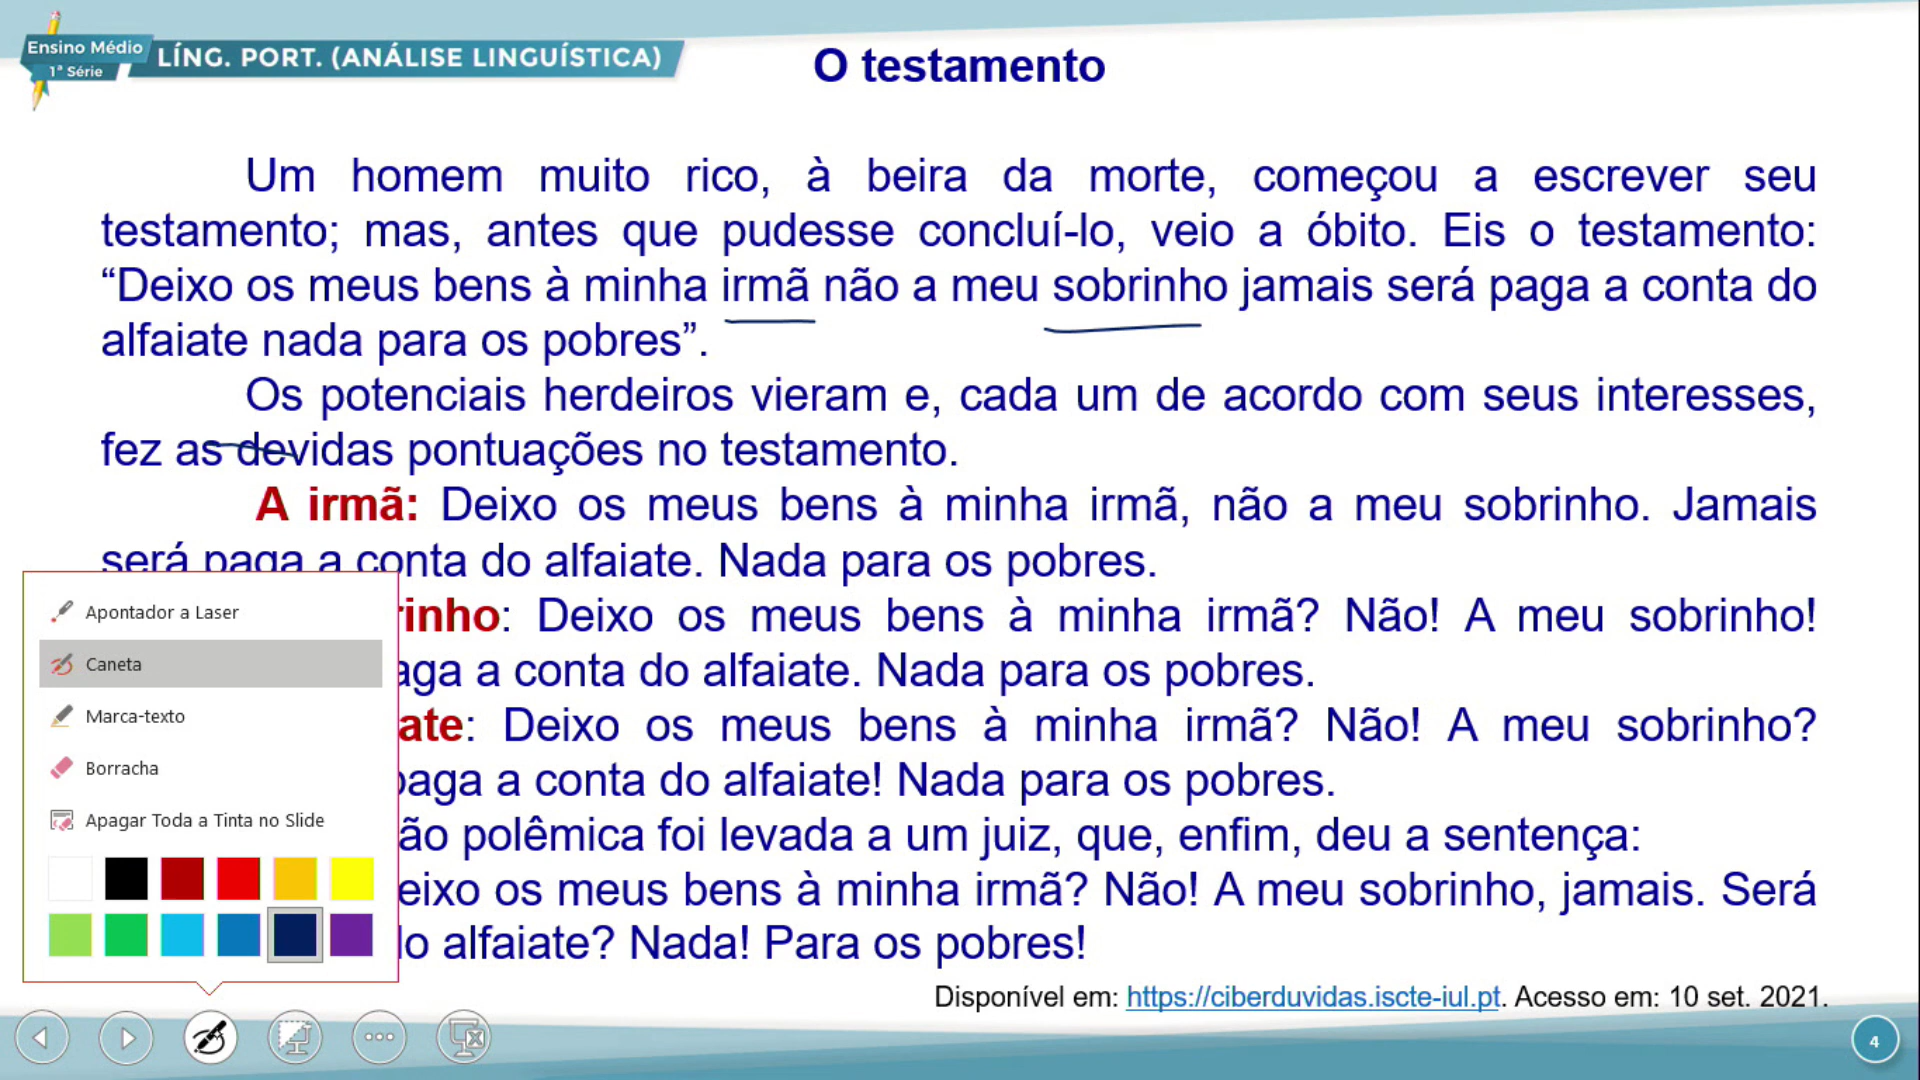 Ensino Médio
1ª Série
LÍNG. PORT. (ANÁLISE LINGUÍSTICA)
O testamento
Um homem muito rico, à beira da morte, começou a escrever seu
testamento; mas, antes que pudesse concluí-lo, veio a óbito. Eis o testamento:
“Deixo os meus bens à minha irmã não a meu sobrinho jamais será paga a conta do
alfaiate nada para os pobres”.
Os potenciais herdeiros vieram e, cada um de acordo com seus interesses,
fez as devidas pontuações no testamento.
A irmã: Deixo os meus bens à minha irmã, não a meu sobrinho. Jamais
será paga a conta do alfaiate. Nada para os pobres.
rinho: Deixo os meus bens à minha irmã? Não! A meu sobrinho!
aga a conta do alfaiate. Nada para os pobres.
ate: Deixo os meus bens à minha irmã? Não! A meu sobrinho?
paga a conta do alfaiate! Nada para os pobres.
ão polêmica foi levada a um juiz, que, enfim, deu a sentença:
eixo os meus bens à minha irmã? Não! A meu sobrinho, jamais. Será
lo alfaiate? Nada! Para os pobres!
Apontador a Laser
Caneta
Marca-texto
Borracha
Apagar Toda a Tinta no Slide
Disponível em: https://ciberduvidas.iscte-iul.pt. Acesso em: 10 set. 2021.
4